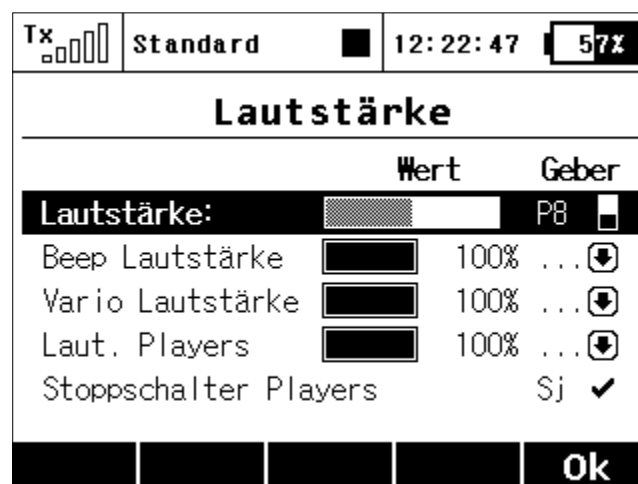 Tx Standard 12:22:47 57%
Lautstärke
Wert Geber
Lautstärke: P8
Beep Lautstärke 100% ...
Vario Lautstärke 100% ...
Laut. Players 100% ...
Stoppschalter Players Sj
Ok